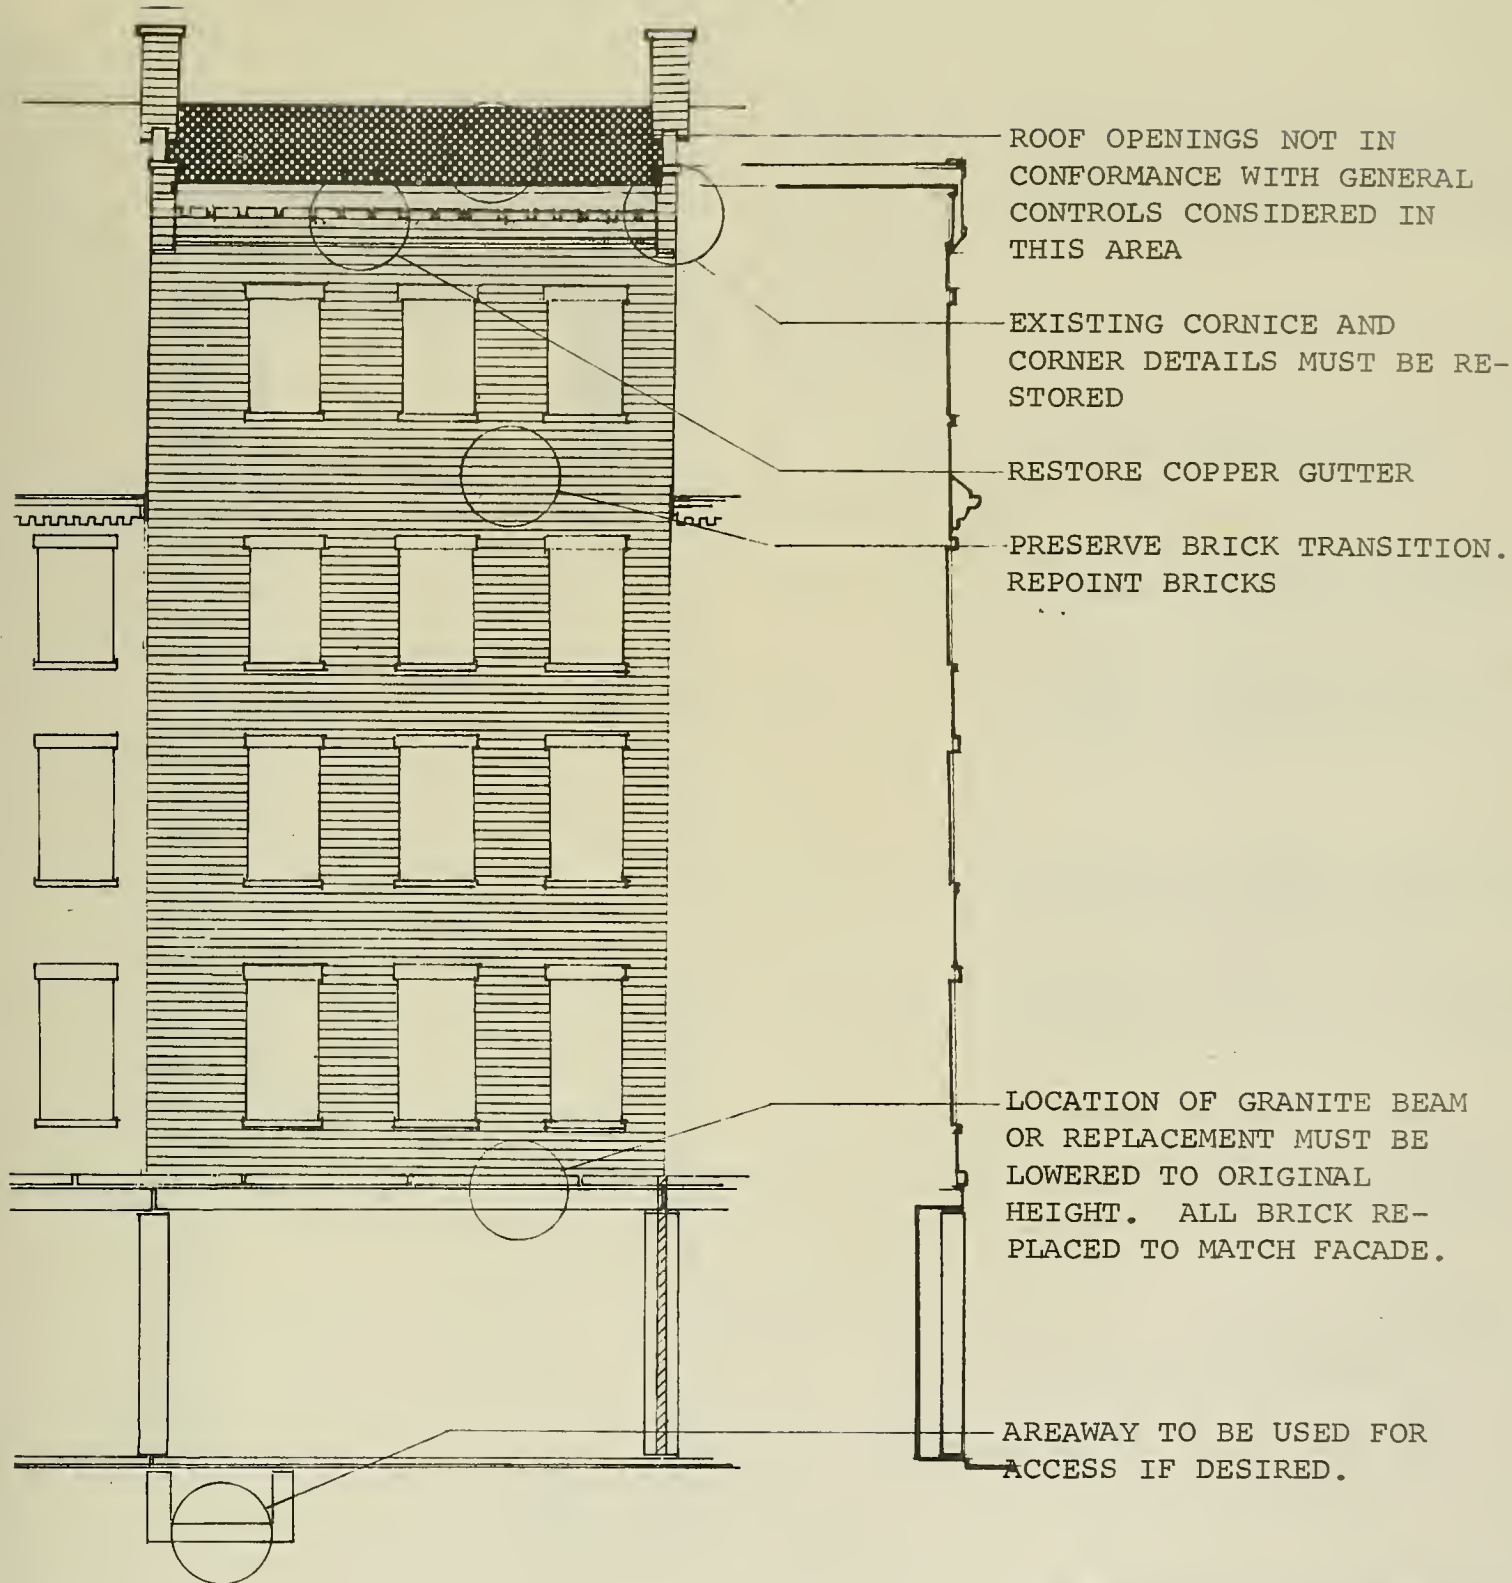 ROOF OPENINGS NOT IN
CONFORMANCE WITH GENERAL
CONTROLS CONSIDERED IN
THIS AREA
EXISTING CORNICE AND
CORNER DETAILS MUST BE RE-
STORED
RESTORE COPPER GUTTER
PRESERVE BRICK TRANSITION.
REPOINT BRICKS
LOCATION OF GRANITE BEAM
OR REPLACEMENT MUST BE
LOWERED TO ORIGINAL
HEIGHT. ALL BRICK RE-
PLACED TO MATCH FACADE.
AREAWAY TO BE USED FOR
ACCESS IF DESIRED.